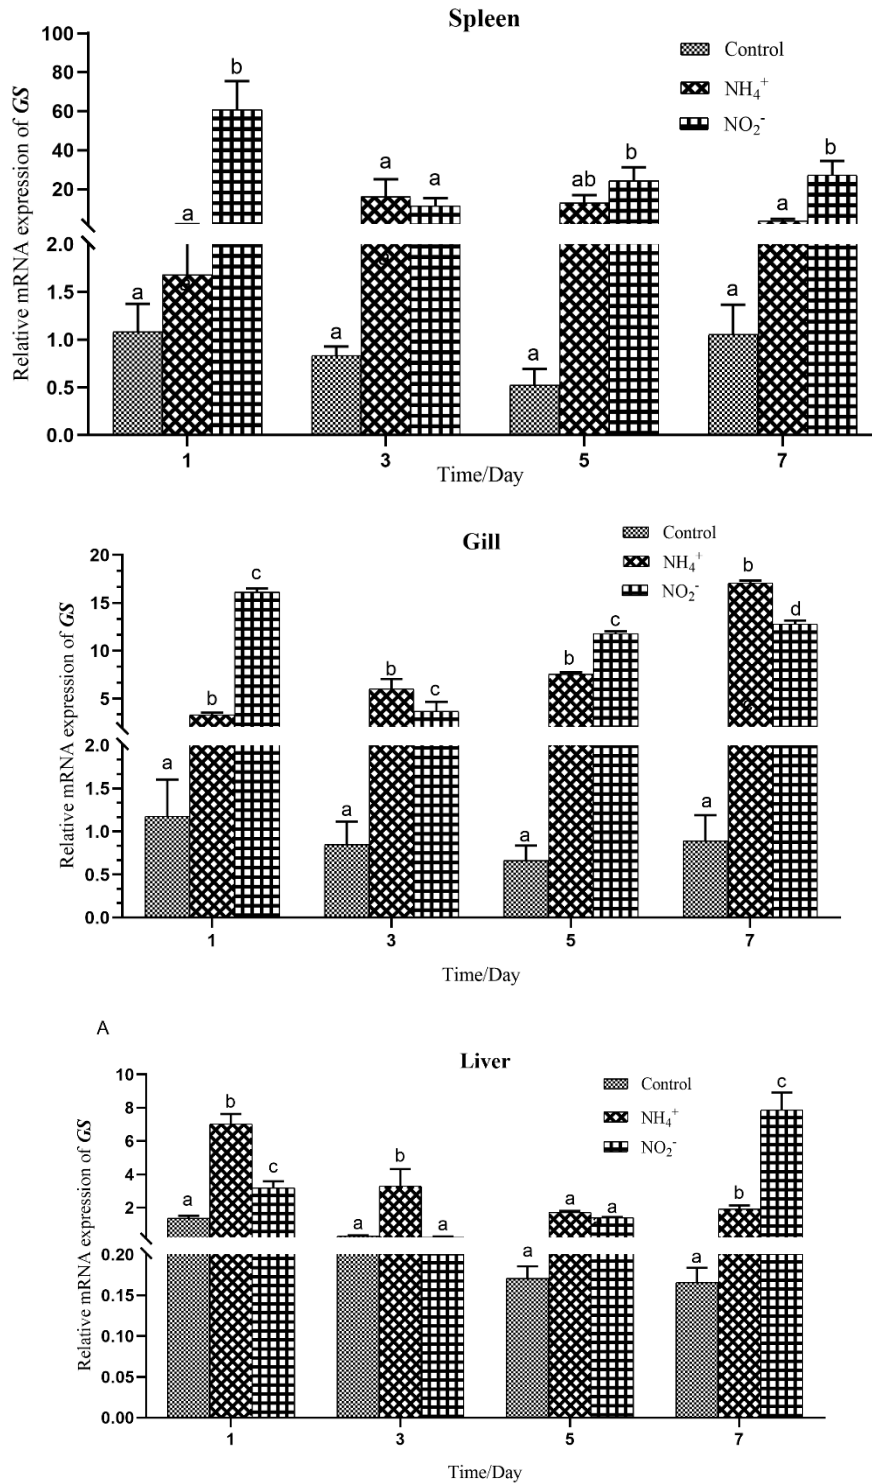 Spleen
Relative mRNA expression of GS
100
80
60
40
20
2.0
1.5
1.0
0.5
0.0
Control
NH₄⁺
NO₂⁻
a
a
b
a
a
a
a
ab
b
a
a
b
1
3
5
7
Time/Day
Gill
Relative mRNA expression of GS
20
15
10
5
2.0
1.5
1.0
0.5
0.0
Control
NH₄⁺
NO₂⁻
a
b
c
a
b
c
a
b
c
a
b
d
1
3
5
7
Time/Day
A
Liver
Relative mRNA expression of GS
10
8
6
4
2
0.20
0.15
0.10
0.05
0.00
Control
NH₄⁺
NO₂⁻
a
b
c
a
b
a
a
a
a
a
b
c
1
3
5
7
Time/Day